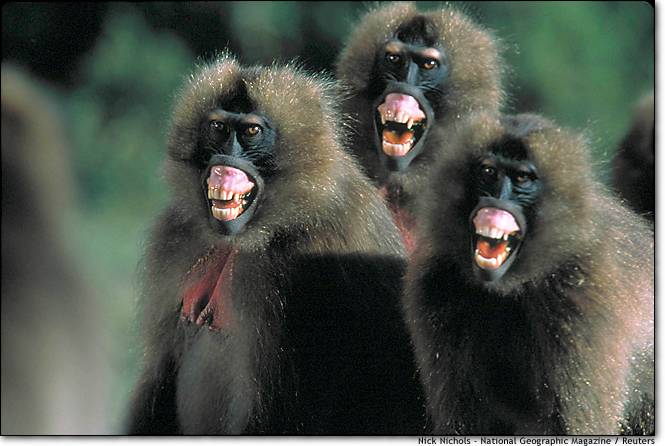 Nick Nichols - National Geographic Magazine / Reuters